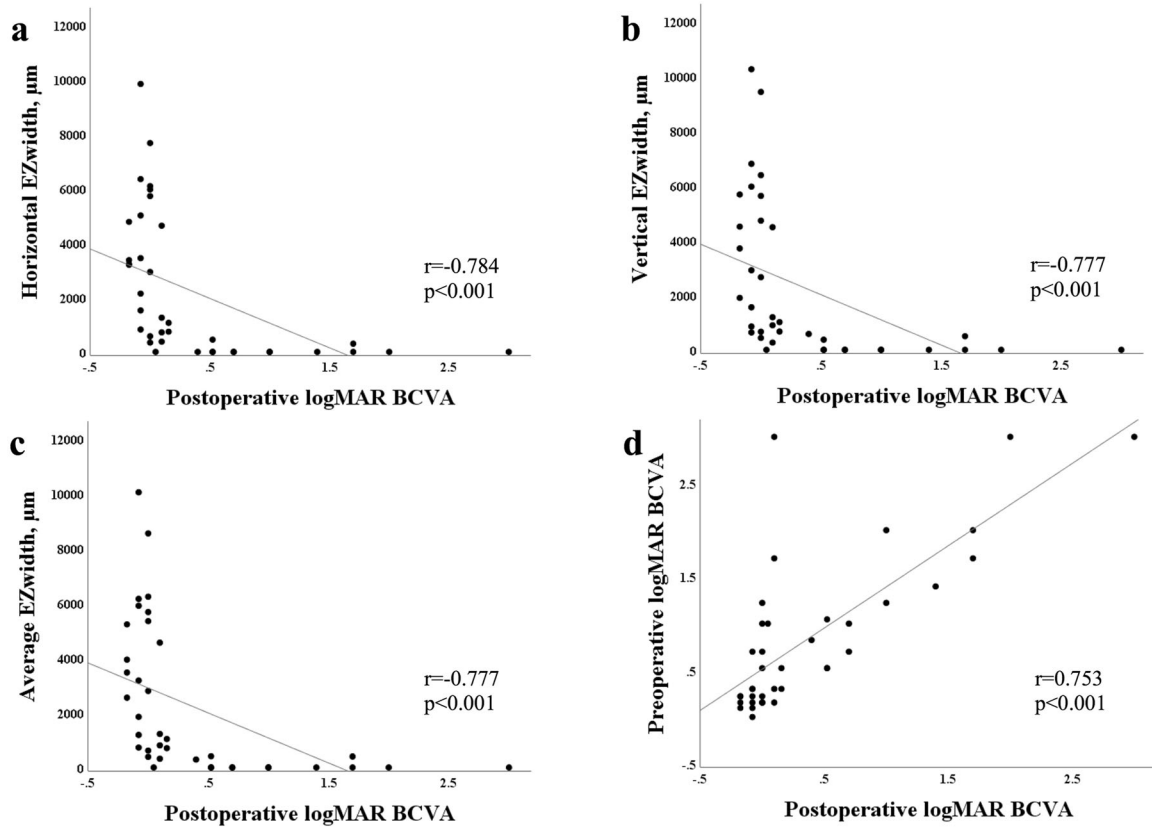 a
12000
10000
8000
6000
4000
2000
0
Horizontal EZwidth, μm
r=-0.784
p<0.001
-.5
.5
1.5
2.5
Postoperative logMAR BCVA
b
12000
10000
8000
6000
4000
2000
0
Vertical EZwidth, μm
r=-0.777
p<0.001
-.5
.5
1.5
2.5
Postoperative logMAR BCVA
c
12000
10000
8000
6000
4000
2000
0
Average EZwidth, μm
r=-0.777
p<0.001
-.5
.5
1.5
2.5
Postoperative logMAR BCVA
d
2.5
1.5
.5
-.5
Preoperative logMAR BCVA
r=0.753
p<0.001
-.5
.5
1.5
2.5
Postoperative logMAR BCVA